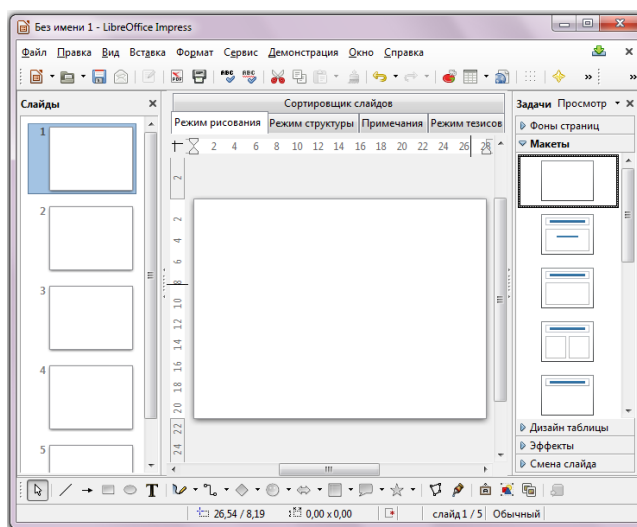 Без имени 1 - LibreOffice Impress
Файл Правка Вид Вставка Формат Сервис Демонстрация Окно Справка
Слайды
Сортировщик слайдов
Задачи Просмотр
Режим рисования Режим структуры Примечания Режим тезисов
Фоны страниц
Макеты
2 4 6 8 10 12 14 16 18 20 22 24 26 28
2
2
4
6
8
10
12
14
16
18
20
22
24
1
2
3
4
5
Дизайн таблицы
Эффекты
Смена слайда
26,54 / 8,19 0,00 x 0,00 слайд 1 / 5 Обычный